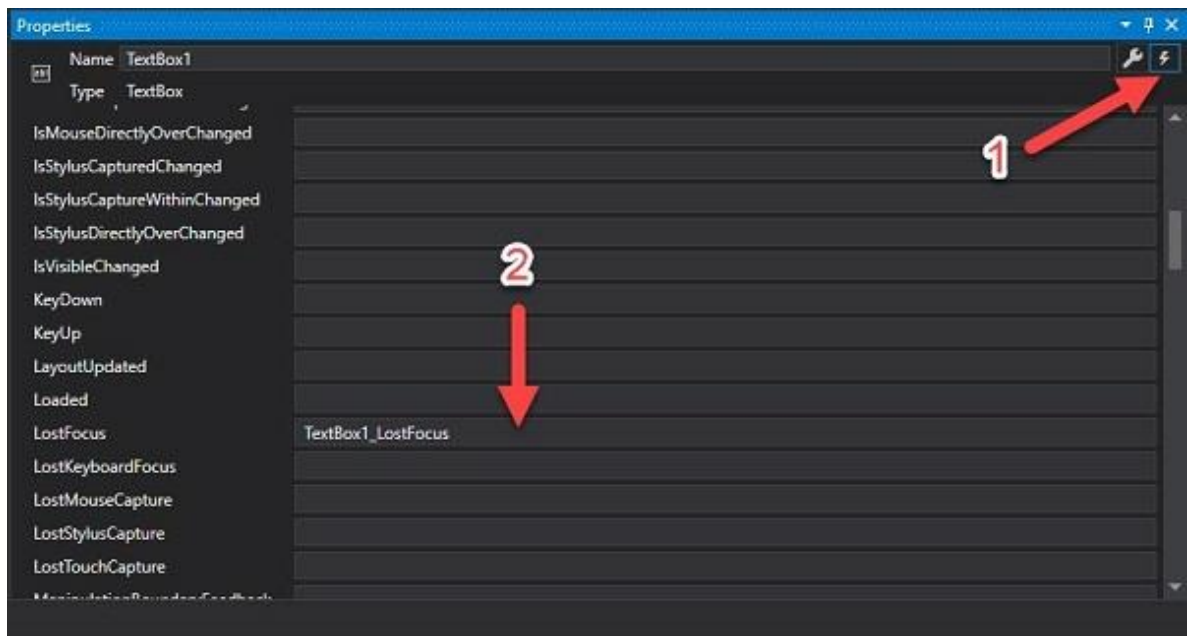 Properties
Name TextBox1
Type TextBox
IsMouseDirectlyOverChanged
1
IsStylusCapturedChanged
IsStylusCaptureWithinChanged
IsStylusDirectlyOverChanged
2
IsVisibleChanged
KeyDown
KeyUp
LayoutUpdated
Loaded
LostFocus TextBox1_LostFocus
LostKeyboardFocus
LostMouseCapture
LostStylusCapture
LostTouchCapture